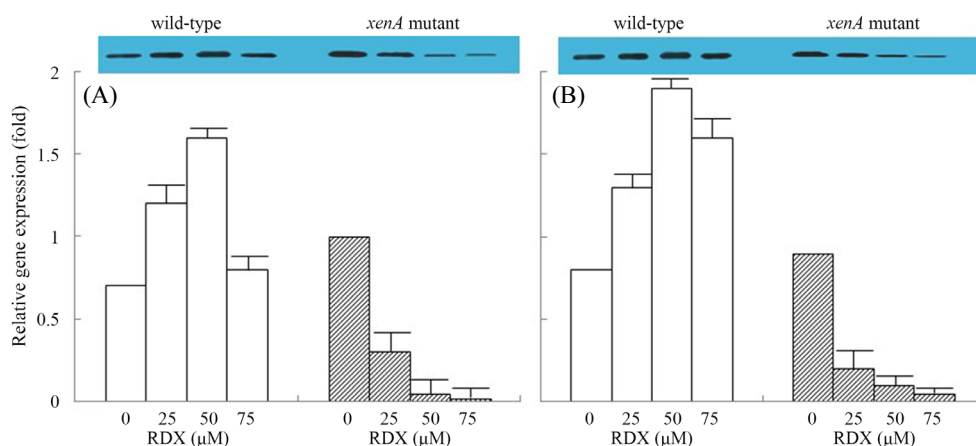 wild-type xenA mutant wild-type xenA mutant
2
(A) (B)
1.5
1
0.5
0
Relative gene expression (fold)
0 25 50 75 0 25 50 75 0 25 50 75 0 25 50 75
RDX (μM) RDX (μM) RDX (μM) RDX (μM)